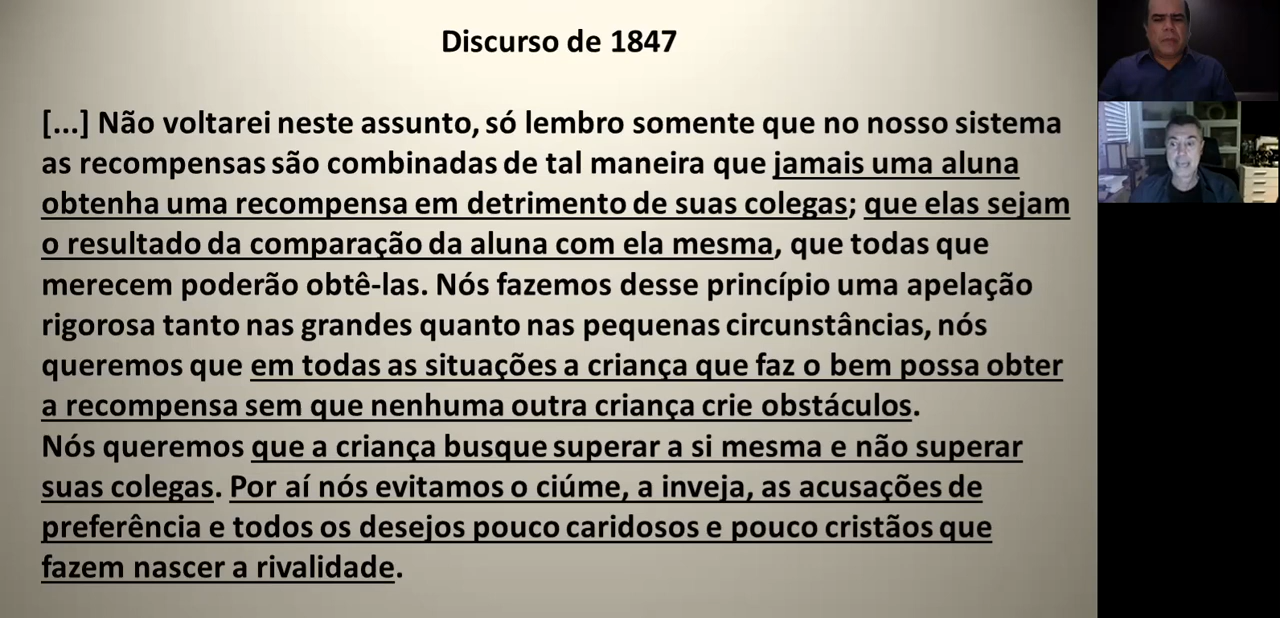 Discurso de 1847
[...] Não voltarei neste assunto, só lembro somente que no nosso sistema
as recompensas são combinadas de tal maneira que jamais uma aluna
obtenha uma recompensa em detrimento de suas colegas; que elas sejam
o resultado da comparação da aluna com ela mesma, que todas que
merecem poderão obtê-las. Nós fazemos desse princípio uma apelação
rigorosa tanto nas grandes quanto nas pequenas circunstâncias, nós
queremos que em todas as situações a criança que faz o bem possa obter
a recompensa sem que nenhuma outra criança crie obstáculos.
Nós queremos que a criança busque superar a si mesma e não superar
suas colegas. Por aí nós evitamos o ciúme, a inveja, as acusações de
preferência e todos os desejos pouco caridosos e pouco cristãos que
fazem nascer a rivalidade.